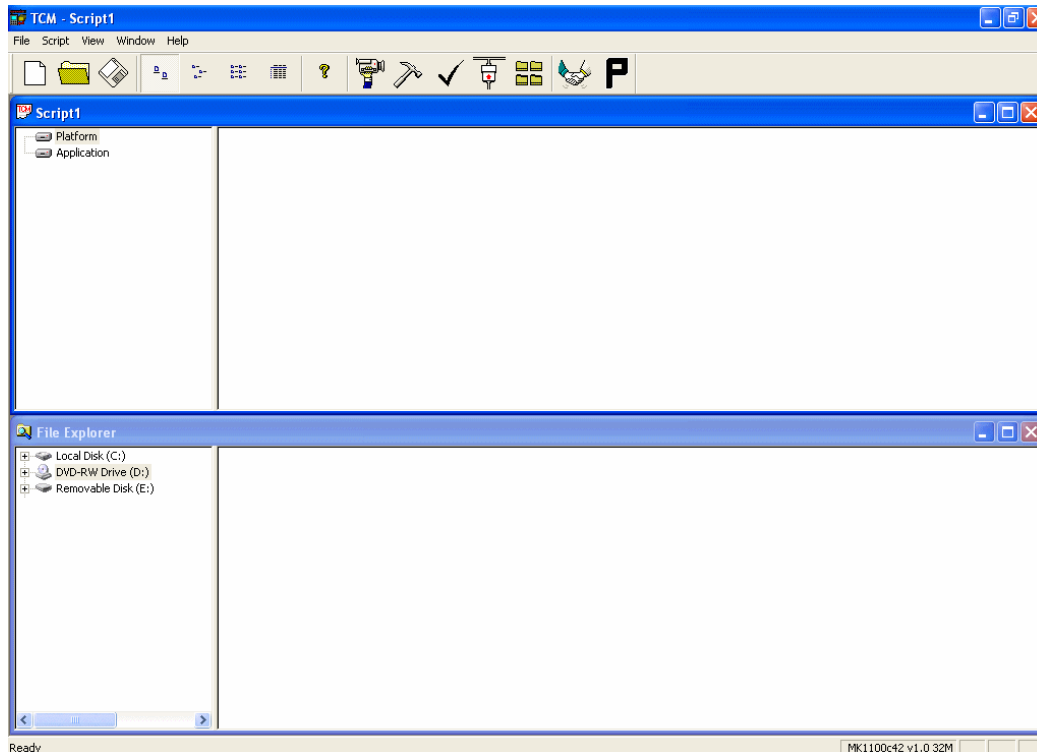 TCM - Script1
File Script View Window Help
Script1
Platform
Application
File Explorer
Local Disk (C:)
DVD-RW Drive (D:)
Removable Disk (E:)
Ready MK1100c42 v1.0 32M